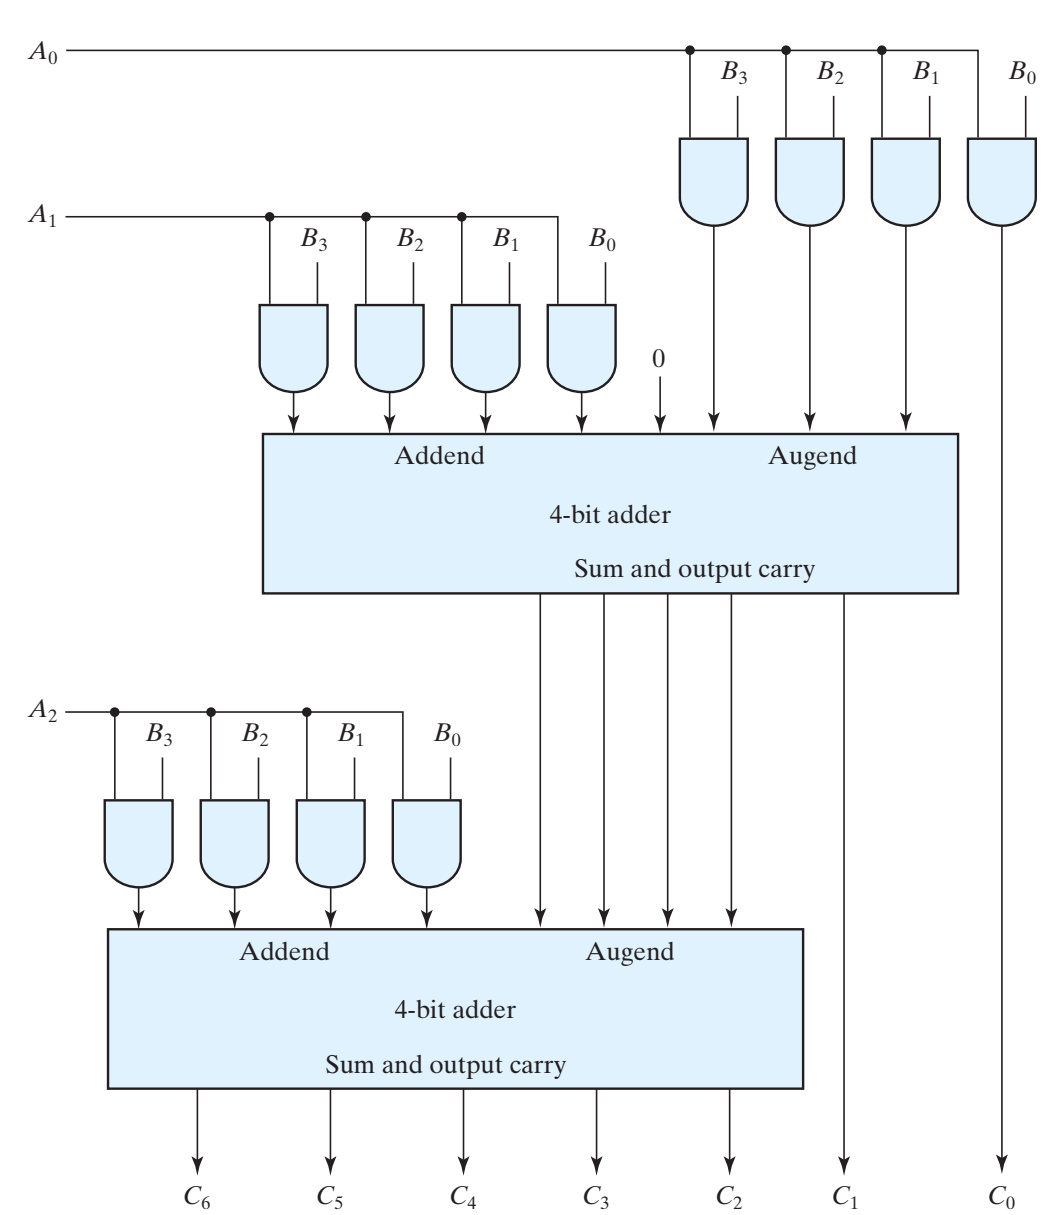 A₀
B₃ B₂ B₁ B₀
A₁
B₃ B₂ B₁ B₀
0
Addend Augend
4-bit adder
Sum and output carry
A₂
B₃ B₂ B₁ B₀
Addend Augend
4-bit adder
Sum and output carry
C₆ C₅ C₄ C₃ C₂ C₁ C₀